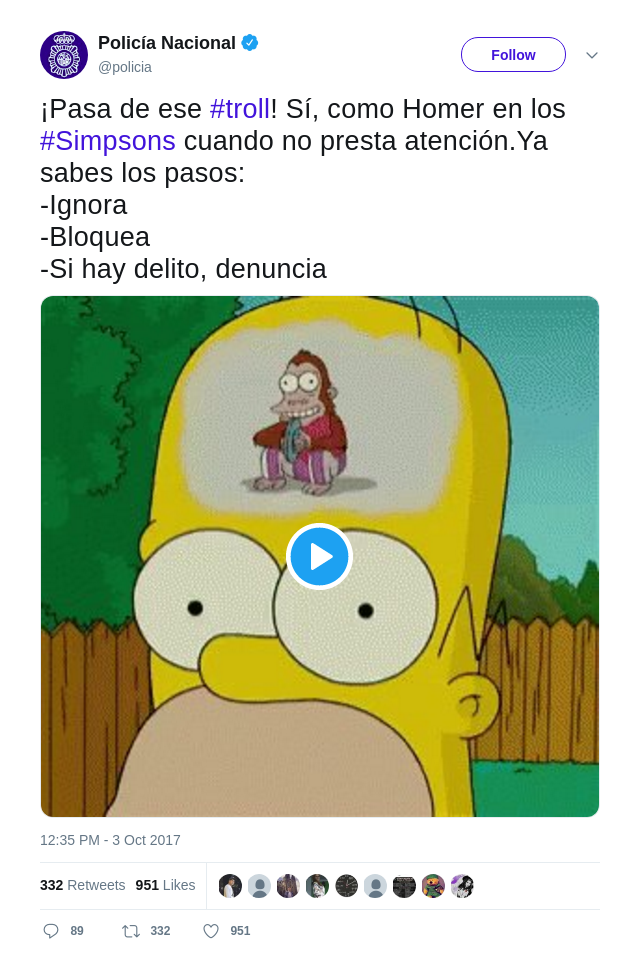 Policía Nacional
@policia
Follow
¡Pasa de ese #troll! Sí, como Homer en los
#Simpsons cuando no presta atención.Ya
sabes los pasos:
-Ignora
-Bloquea
-Si hay delito, denuncia
12:35 PM - 3 Oct 2017
332 Retweets 951 Likes
89 332 951